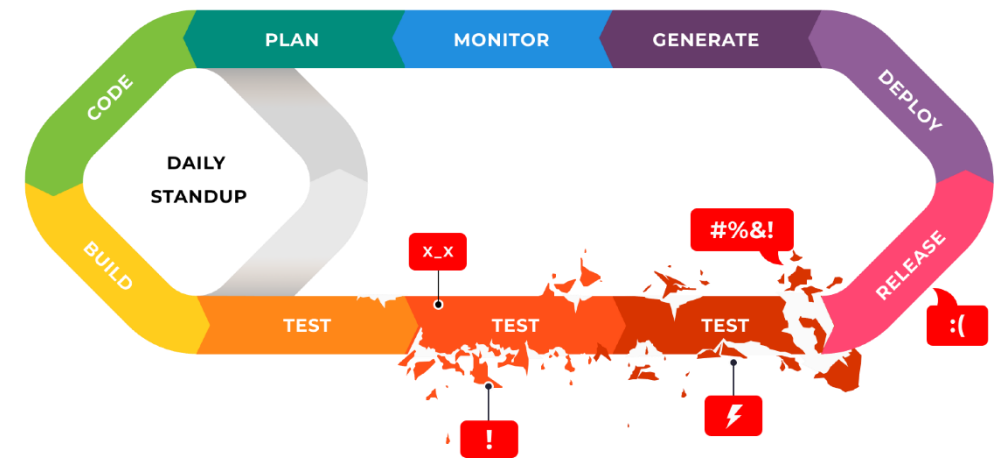 PLAN
MONITOR
GENERATE
CODE
DEPLOY
DAILY
STANDUP
BUILD
RELEASE
#%&!
x_x
:(
TEST
TEST
TEST
!